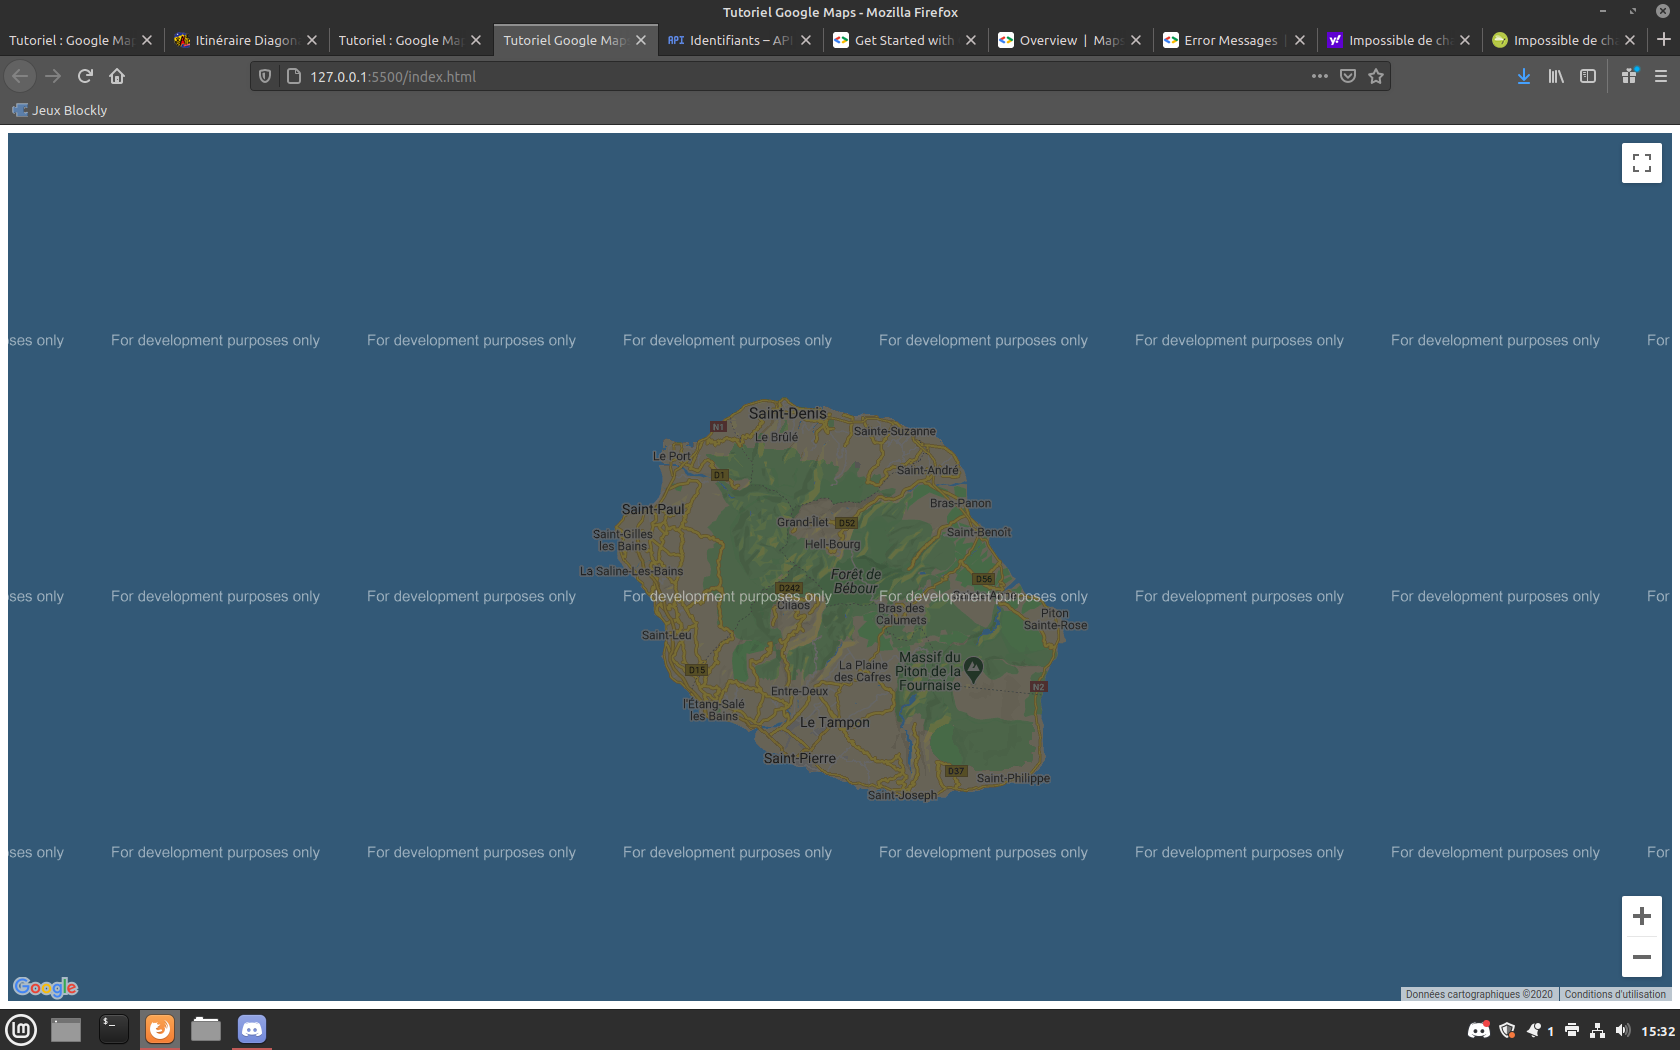 Tutoriel Google Maps - Mozilla Firefox
Tutoriel : Google Ma
Itinéraire Diagon
Tutoriel : Google Ma
Tutoriel Google Map
API Identifiants – AP
Get Started with
Overview | Map
Error Messages
Impossible de ch
Impossible de ch
127.0.0.1:5500/index.html
Jeux Blockly
ses only For development purposes only For development purposes only For development purposes only For development purposes only For development purposes only For development purposes only For
Saint-Denis
N1
Le Brûlé
Sainte-Suzanne
Le Port
D1
Saint-André
Saint-Paul
Bras-Panon
Grand-Îlet
D52
Saint-Gilles
les Bains
Saint-Benoît
Hell-Bourg
La Saline-Les-Bains
Forêt de
Bébour
D56
D242
ses only For development purposes only For development purposes only For development purposes only For development purposes only For development purposes only For development purposes only For
Cilaos
Bras des
Calumets
Piton
Sainte-Rose
Saint-Leu
Massif du
Piton de la
Fournaise
La Plaine
des Cafres
D15
N2
Entre-Deux
l'Étang-Salé
les Bains
Le Tampon
Saint-Pierre
D37
Saint-Philippe
Saint-Joseph
ses only For development purposes only For development purposes only For development purposes only For development purposes only For development purposes only For development purposes only For
Google
Données cartographiques ©2020
Conditions d'utilisation
1
15:32